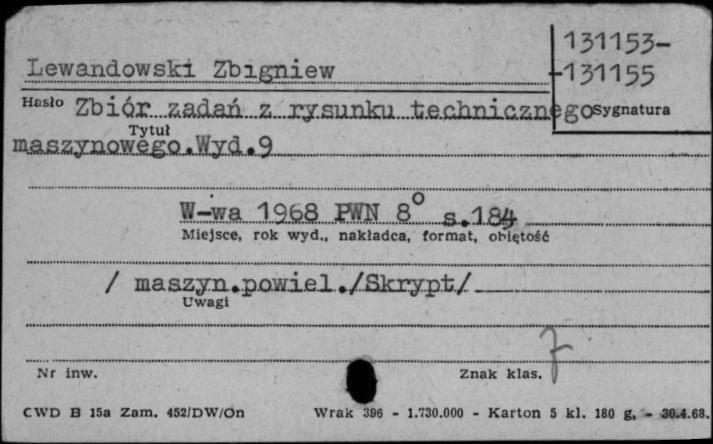 131153-
Lewandowski Zbigniew -131155
Hasło Zbiór zadań z rysunku technicznego Sygnatura
Tytuł
maszynowego.Wyd.9
W-wa 1968 PWN 8° s.184
Miejsce, rok wyd., nakładca, format, objętość
/ maszyn.powiel./Skrypt/
Uwagi
Nr inw. Znak klas.
CWD B 15a Zam. 452/DW/On Wrak 396 - 1.730.000 - Karton 5 kl. 180 g. - 30.4.68.